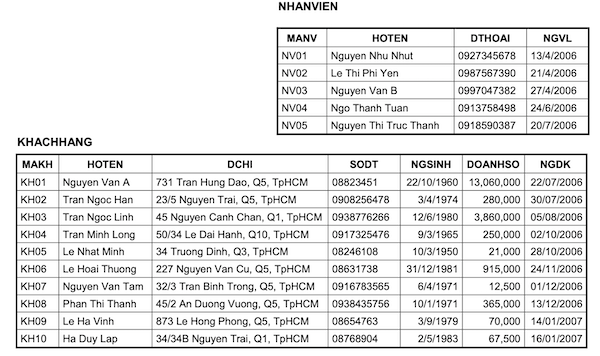 NHANVIEN
MANV HOTEN DTHOAI NGVL
NV01 Nguyen Nhu Nhut 0927345678 13/4/2006
NV02 Le Thi Phi Yen 0987567390 21/4/2006
NV03 Nguyen Van B 0997047382 27/4/2006
NV04 Ngo Thanh Tuan 0913758498 24/6/2006
NV05 Nguyen Thi Truc Thanh 0918590387 20/7/2006
KHACHHANG
MAKH HOTEN DCHI SODT NGSINH DOANHSO NGDK
KH01 Nguyen Van A 731 Tran Hung Dao, Q5, TpHCM 08823451 22/10/1960 13,060,000 22/07/2006
KH02 Tran Ngoc Han 23/5 Nguyen Trai, Q5, TpHCM 0908256478 3/4/1974 280,000 30/07/2006
KH03 Tran Ngoc Linh 45 Nguyen Canh Chan, Q1, TpHCM 0938776266 12/6/1980 3,860,000 05/08/2006
KH04 Tran Minh Long 50/34 Le Dai Hanh, Q10, TpHCM 0917325476 9/3/1965 250,000 02/10/2006
KH05 Le Nhat Minh 34 Truong Dinh, Q3, TpHCM 08246108 10/3/1950 21,000 28/10/2006
KH06 Le Hoai Thuong 227 Nguyen Van Cu, Q5, TpHCM 08631738 31/12/1981 915,000 24/11/2006
KH07 Nguyen Van Tam 32/3 Tran Binh Trong, Q5, TpHCM 0916783565 6/4/1971 12,500 01/12/2006
KH08 Phan Thi Thanh 45/2 An Duong Vuong, Q5, TpHCM 0938435756 10/1/1971 365,000 13/12/2006
KH09 Le Ha Vinh 873 Le Hong Phong, Q5, TpHCM 08654763 3/9/1979 70,000 14/01/2007
KH10 Ha Duy Lap 34/34B Nguyen Trai, Q1, TpHCM 08768904 2/5/1983 67,500 16/01/2007